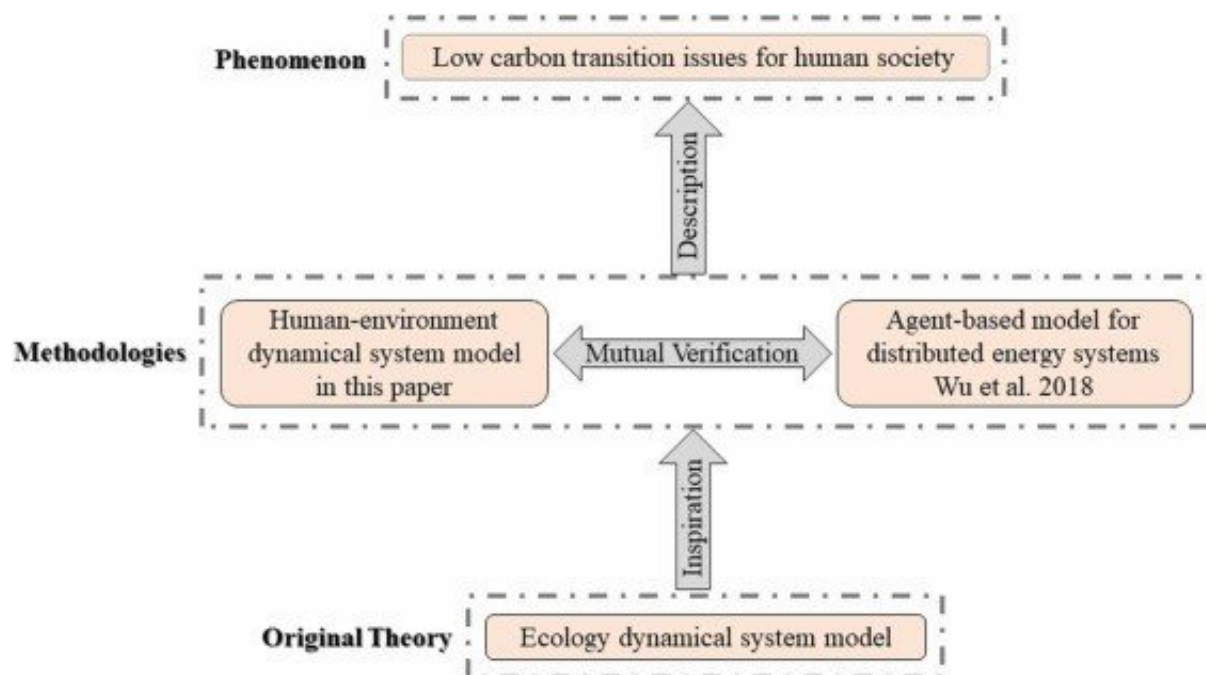 Phenomenon
Low carbon transition issues for human society
Description
Methodologies
Human-environment
dynamical system model
in this paper
Mutual Verification
Agent-based model for
distributed energy systems
Wu et al. 2018
Inspiration
Original Theory
Ecology dynamical system model